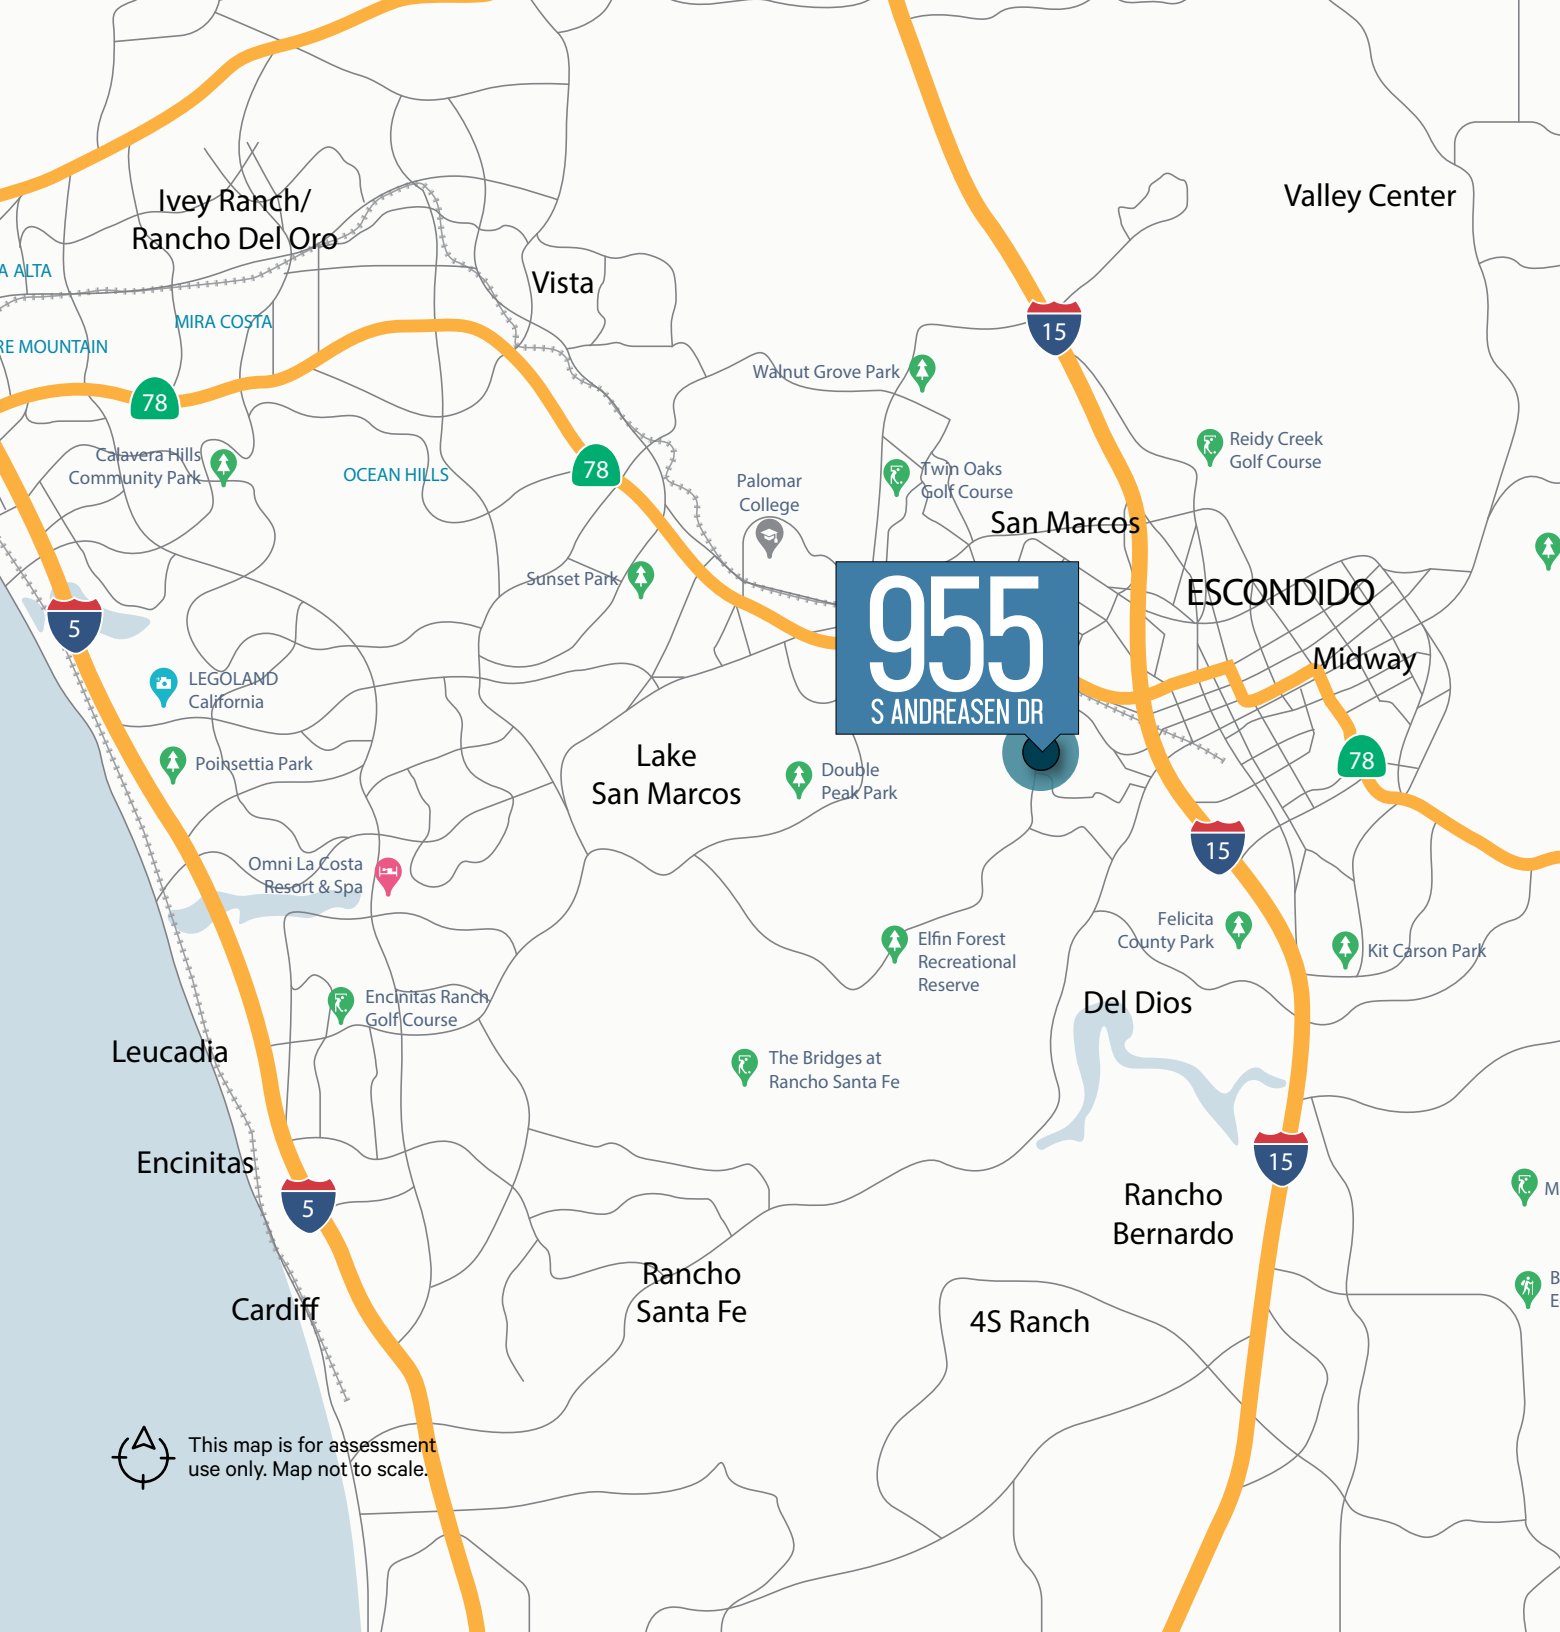 15
Valley Center
Ivey Ranch/
Rancho Del Oro
A ALTA
Vista
MIRA COSTA
RE MOUNTAIN
78
Walnut Grove Park
Reidy Creek
Golf Course
Calavera Hills
Community Park
OCEAN HILLS
78
Twin Oaks
Golf Course
Palomar
College
San Marcos
Sunset Park
ESCONDIDO
955
S ANDREASEN DR
5
Midway
LEGOLAND
California
Poinsettia Park
Lake
San Marcos
Double
Peak Park
78
15
Omni La Costa
Resort & Spa
Felicita
County Park
Kit Carson Park
Elfin Forest
Recreational
Reserve
Encinitas Ranch
Golf Course
Del Dios
Leucadia
The Bridges at
Rancho Santa Fe
Encinitas
15
5
Rancho
Bernardo
M
Rancho
Santa Fe
B
E
Cardiff
4S Ranch
This map is for assessment
use only. Map not to scale.